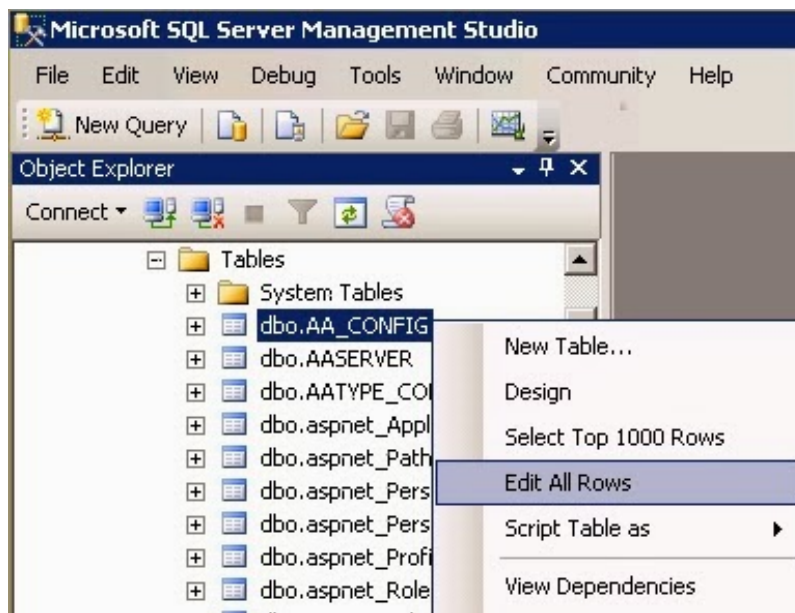 Microsoft SQL Server Management Studio
File Edit View Debug Tools Window Community Help
New Query
Object Explorer
Connect
Tables
System Tables
dbo.AA_CONFIG
dbo.AASERVER
dbo.AATYPE_CO
dbo.aspnet_Appl
dbo.aspnet_Path
dbo.aspnet_Pers
dbo.aspnet_Pers
dbo.aspnet_Profi
dbo.aspnet_Role
New Table...
Design
Select Top 1000 Rows
Edit All Rows
Script Table as
View Dependencies